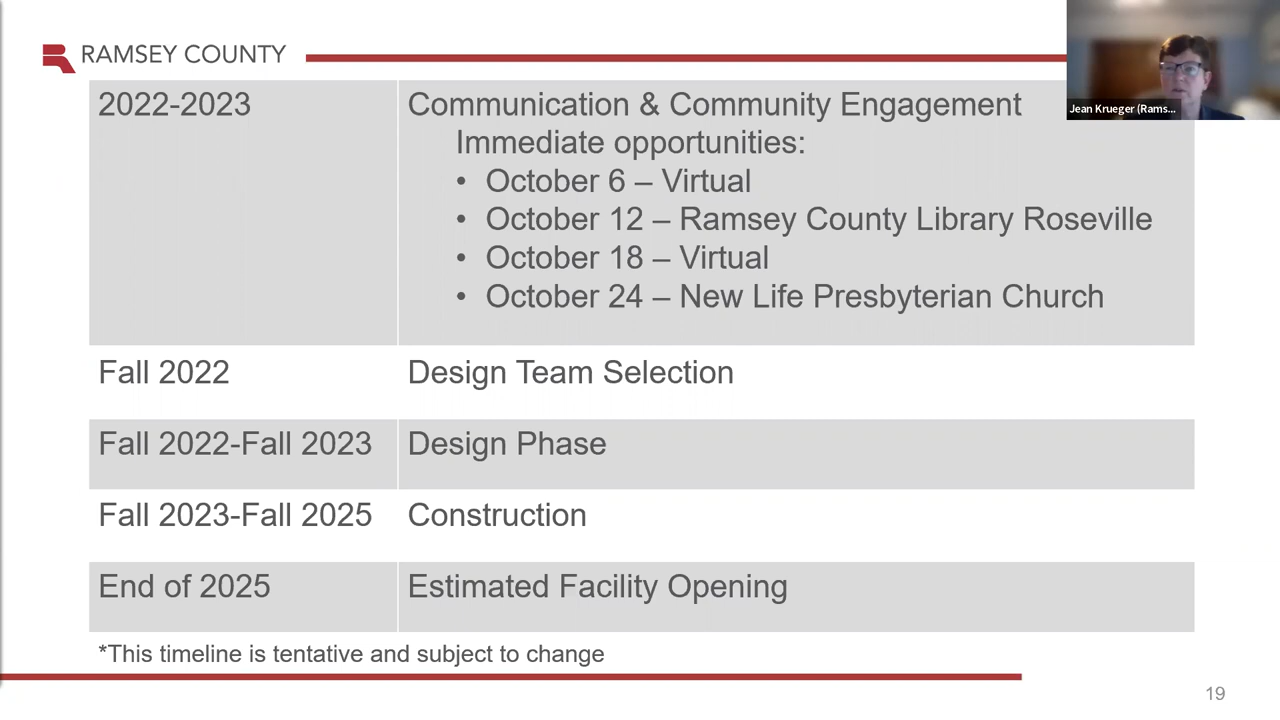 RAMSEY COUNTY
Jean Krueger (Rams...
2022-2023
Communication & Community Engagement
Immediate opportunities:
• October 6 – Virtual
• October 12 – Ramsey County Library Roseville
• October 18 – Virtual
• October 24 – New Life Presbyterian Church
Fall 2022
Design Team Selection
Fall 2022-Fall 2023
Design Phase
Fall 2023-Fall 2025
Construction
End of 2025
Estimated Facility Opening
*This timeline is tentative and subject to change
19